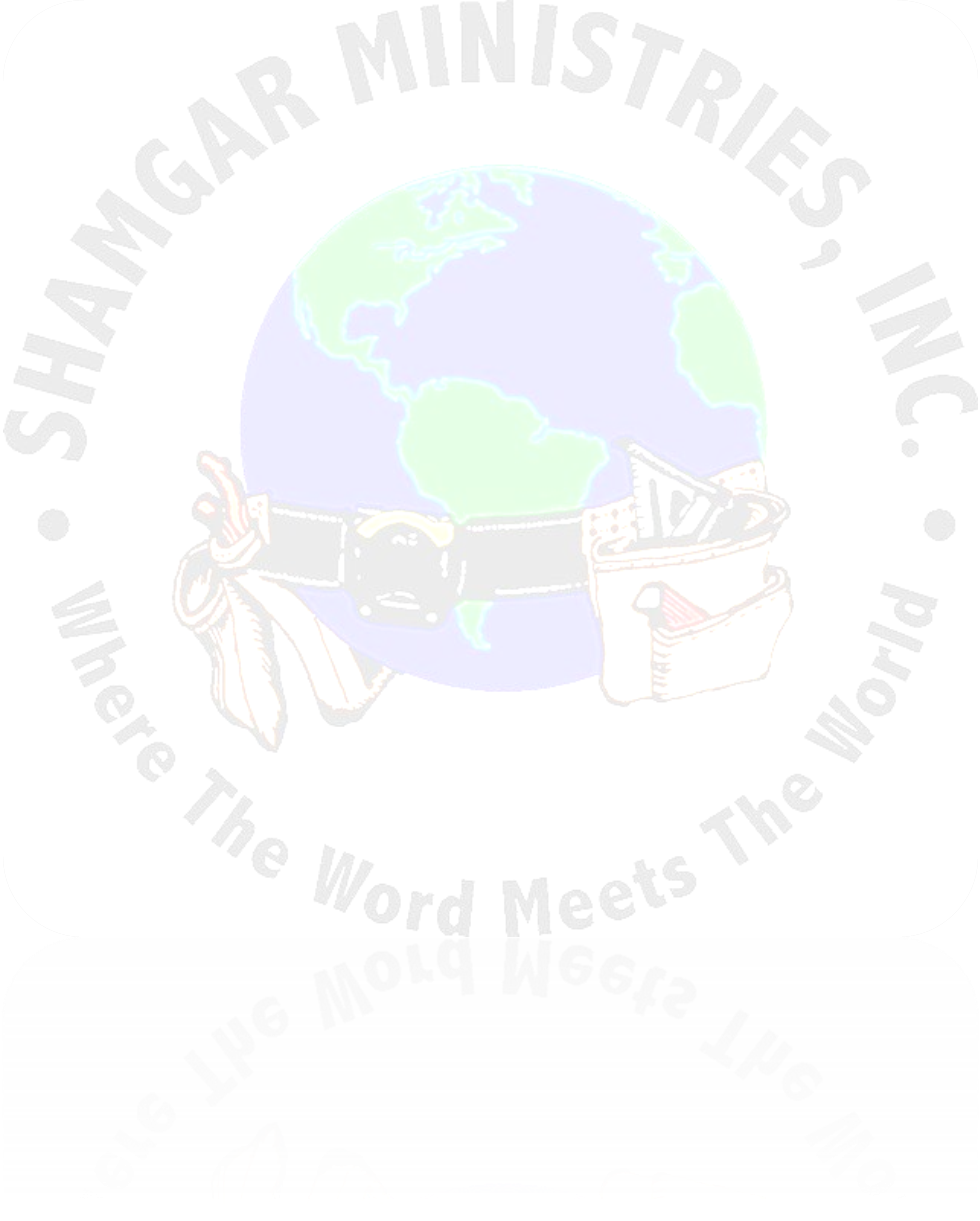 SHAMGAR MINISTRIES, INC.
Where The Word Meets The World